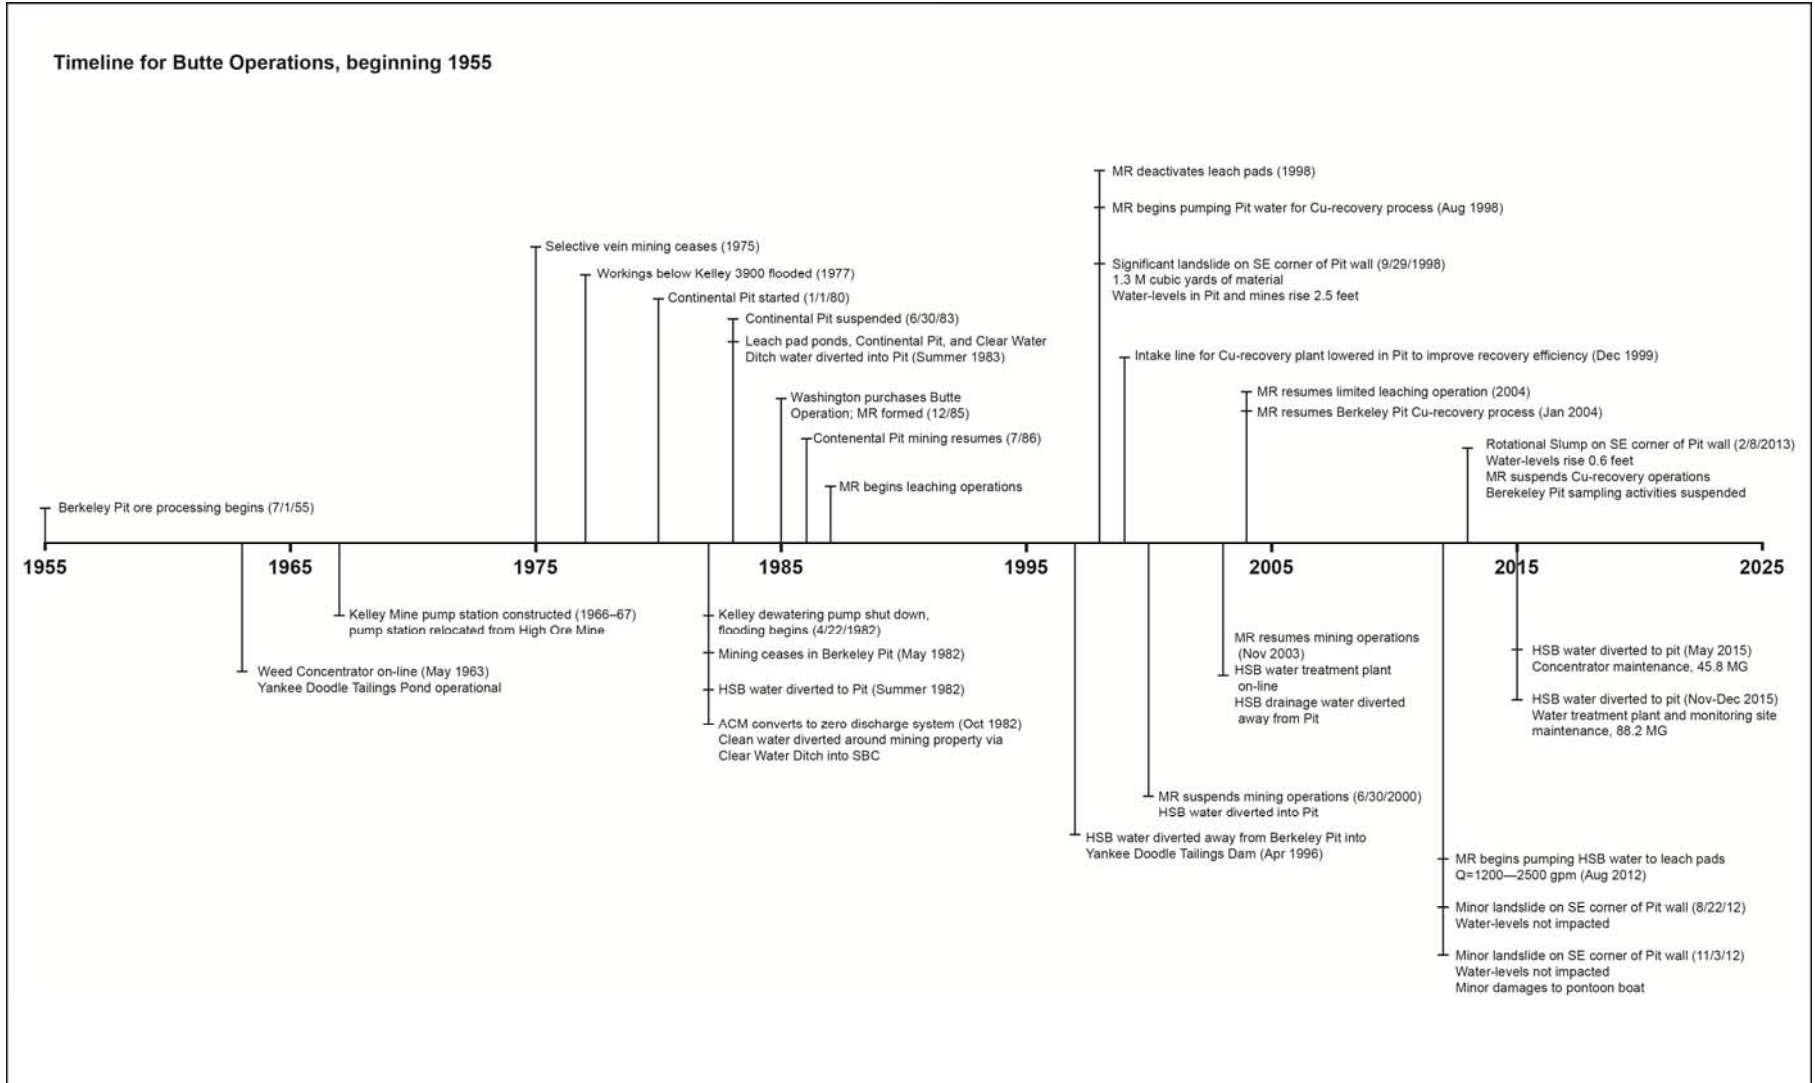 Timeline for Butte Operations, beginning 1955
MR deactivates leach pads (1998)
MR begins pumping Pit water for Cu-recovery process (Aug 1998)
Significant landslide on SE corner of Pit wall (9/29/1998)
1.3 M cubic yards of material
Water-levels in Pit and mines rise 2.5 feet
Selective vein mining ceases (1975)
Workings below Kelley 3900 flooded (1977)
Continental Pit started (1/1/80)
Continental Pit suspended (6/30/83)
Leach pad ponds, Continental Pit, and Clear Water
Ditch water diverted into Pit (Summer 1983)
Intake line for Cu-recovery plant lowered in Pit to improve recovery efficiency (Dec 1999)
Washington purchases Butte
Operation; MR formed (12/85)
Contenental Pit mining resumes (7/86)
MR begins leaching operations
MR resumes limited leaching operation (2004)
MR resumes Berkeley Pit Cu-recovery process (Jan 2004)
Rotational Slump on SE corner of Pit wall (2/8/2013)
Water-levels rise 0.6 feet
MR suspends Cu-recovery operations
Berekeley Pit sampling activities suspended
Berkeley Pit ore processing begins (7/1/55)
1955 1965 1975 1985 1995 2005 2015 2025
Kelley Mine pump station constructed (1966–67)
pump station relocated from High Ore Mine
Weed Concentrator on-line (May 1963)
Yankee Doodle Tailings Pond operational
Kelley dewatering pump shut down,
flooding begins (4/22/1982)
Mining ceases in Berkeley Pit (May 1982)
HSB water diverted to Pit (Summer 1982)
ACM converts to zero discharge system (Oct 1982)
Clean water diverted around mining property via
Clear Water Ditch into SBC
MR resumes mining operations
(Nov 2003)
HSB water treatment plant
on-line
HSB drainage water diverted
away from Pit
HSB water diverted to pit (May 2015)
Concentrator maintenance, 45.8 MG
HSB water diverted to pit (Nov-Dec 2015)
Water treatment plant and monitoring site
maintenance, 88.2 MG
MR suspends mining operations (6/30/2000)
HSB water diverted into Pit
HSB water diverted away from Berkeley Pit into
Yankee Doodle Tailings Dam (Apr 1996)
MR begins pumping HSB water to leach pads
Q=1200—2500 gpm (Aug 2012)
Minor landslide on SE corner of Pit wall (8/22/12)
Water-levels not impacted
Minor landslide on SE corner of Pit wall (11/3/12)
Water-levels not impacted
Minor damages to pontoon boat